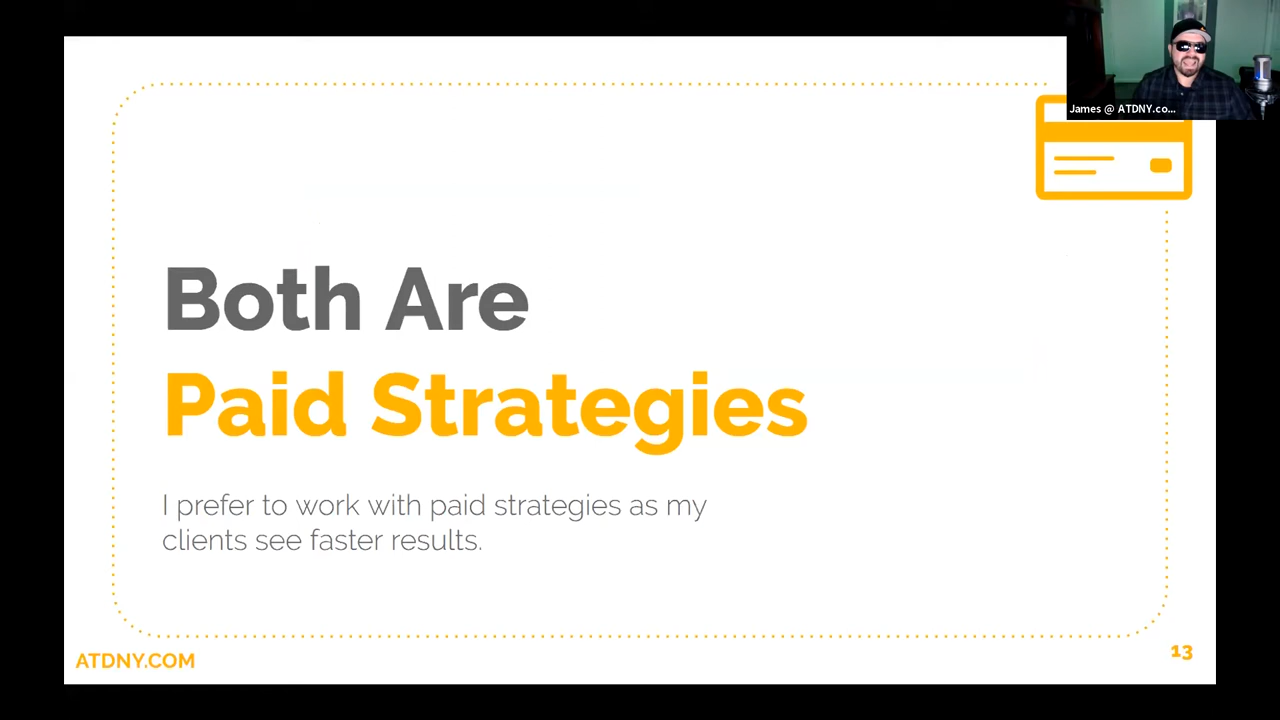 James @ ATDNY.co...
Both Are
Paid Strategies
I prefer to work with paid strategies as my
clients see faster results.
ATDNY.COM
13